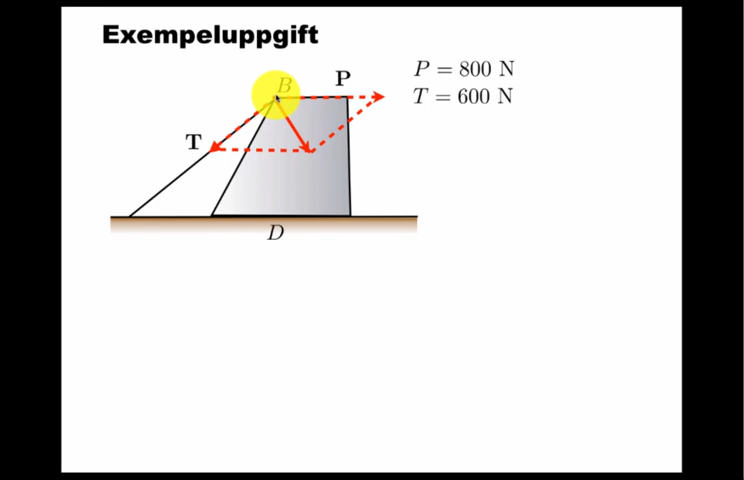 Exempeluppgift
B
P
P = 800 N
T = 600 N
T
D